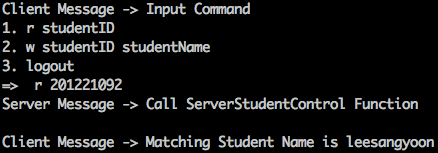 Client Message -> Input Command
1. r studentID
2. w studentID studentName
3. logout
=>  r 201221092
Server Message -> Call ServerStudentControl Function
Client Message -> Matching Student Name is leesangyoon